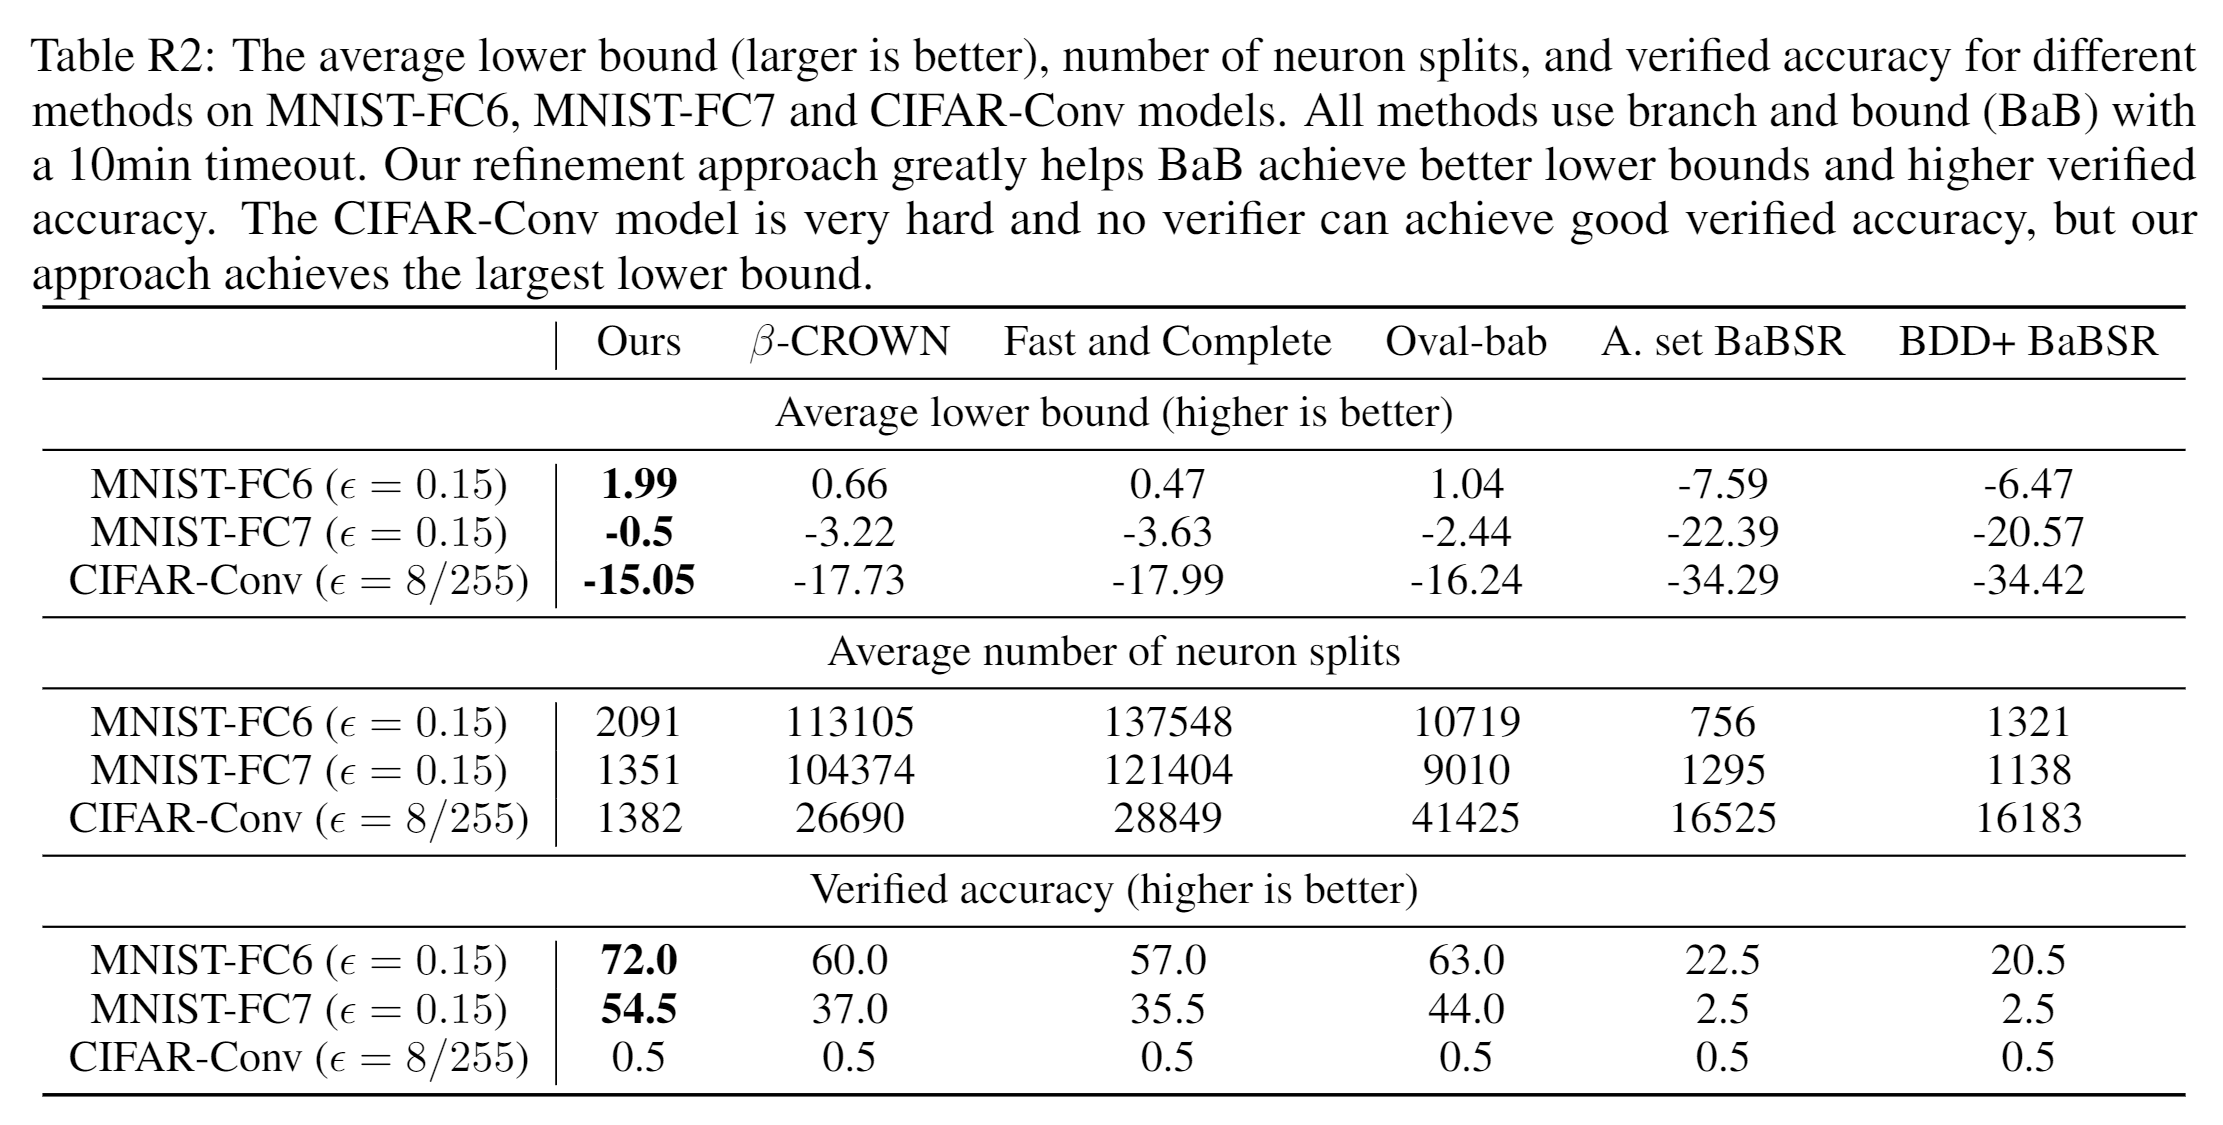 Table R2: The average lower bound (larger is better), number of neuron splits, and verified accuracy for different
methods on MNIST-FC6, MNIST-FC7 and CIFAR-Conv models. All methods use branch and bound (BaB) with
a 10min timeout. Our refinement approach greatly helps BaB achieve better lower bounds and higher verified
accuracy. The CIFAR-Conv model is very hard and no verifier can achieve good verified accuracy, but our
approach achieves the largest lower bound.
Ours β-CROWN Fast and Complete Oval-bab A. set BaBSR BDD+ BaBSR
Average lower bound (higher is better)
MNIST-FC6 (ϵ = 0.15) 1.99 0.66 0.47 1.04 -7.59 -6.47
MNIST-FC7 (ϵ = 0.15) -0.5 -3.22 -3.63 -2.44 -22.39 -20.57
CIFAR-Conv (ϵ = 8/255) -15.05 -17.73 -17.99 -16.24 -34.29 -34.42
Average number of neuron splits
MNIST-FC6 (ϵ = 0.15) 2091 113105 137548 10719 756 1321
MNIST-FC7 (ϵ = 0.15) 1351 104374 121404 9010 1295 1138
CIFAR-Conv (ϵ = 8/255) 1382 26690 28849 41425 16525 16183
Verified accuracy (higher is better)
MNIST-FC6 (ϵ = 0.15) 72.0 60.0 57.0 63.0 22.5 20.5
MNIST-FC7 (ϵ = 0.15) 54.5 37.0 35.5 44.0 2.5 2.5
CIFAR-Conv (ϵ = 8/255) 0.5 0.5 0.5 0.5 0.5 0.5